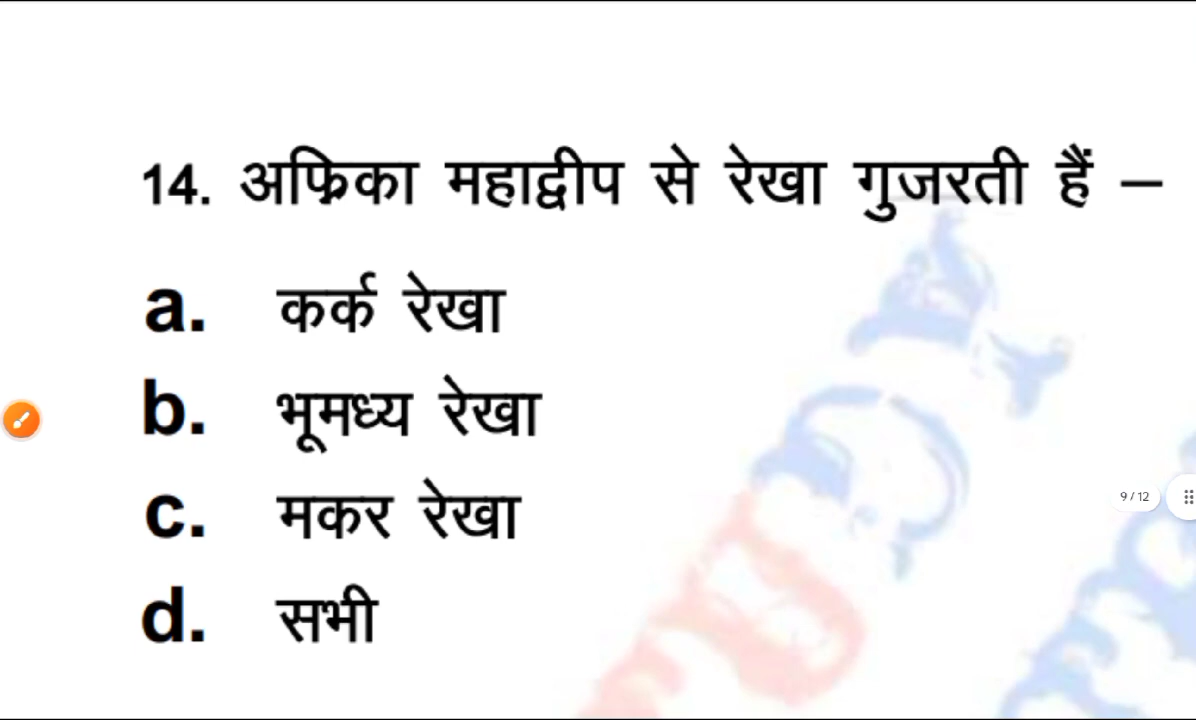 14. अफ्रिका महाद्वीप से रेखा गुजरती हैं –
a. कर्क रेखा
b. भूमध्य रेखा
c. मकर रेखा
d. सभी
9 / 12